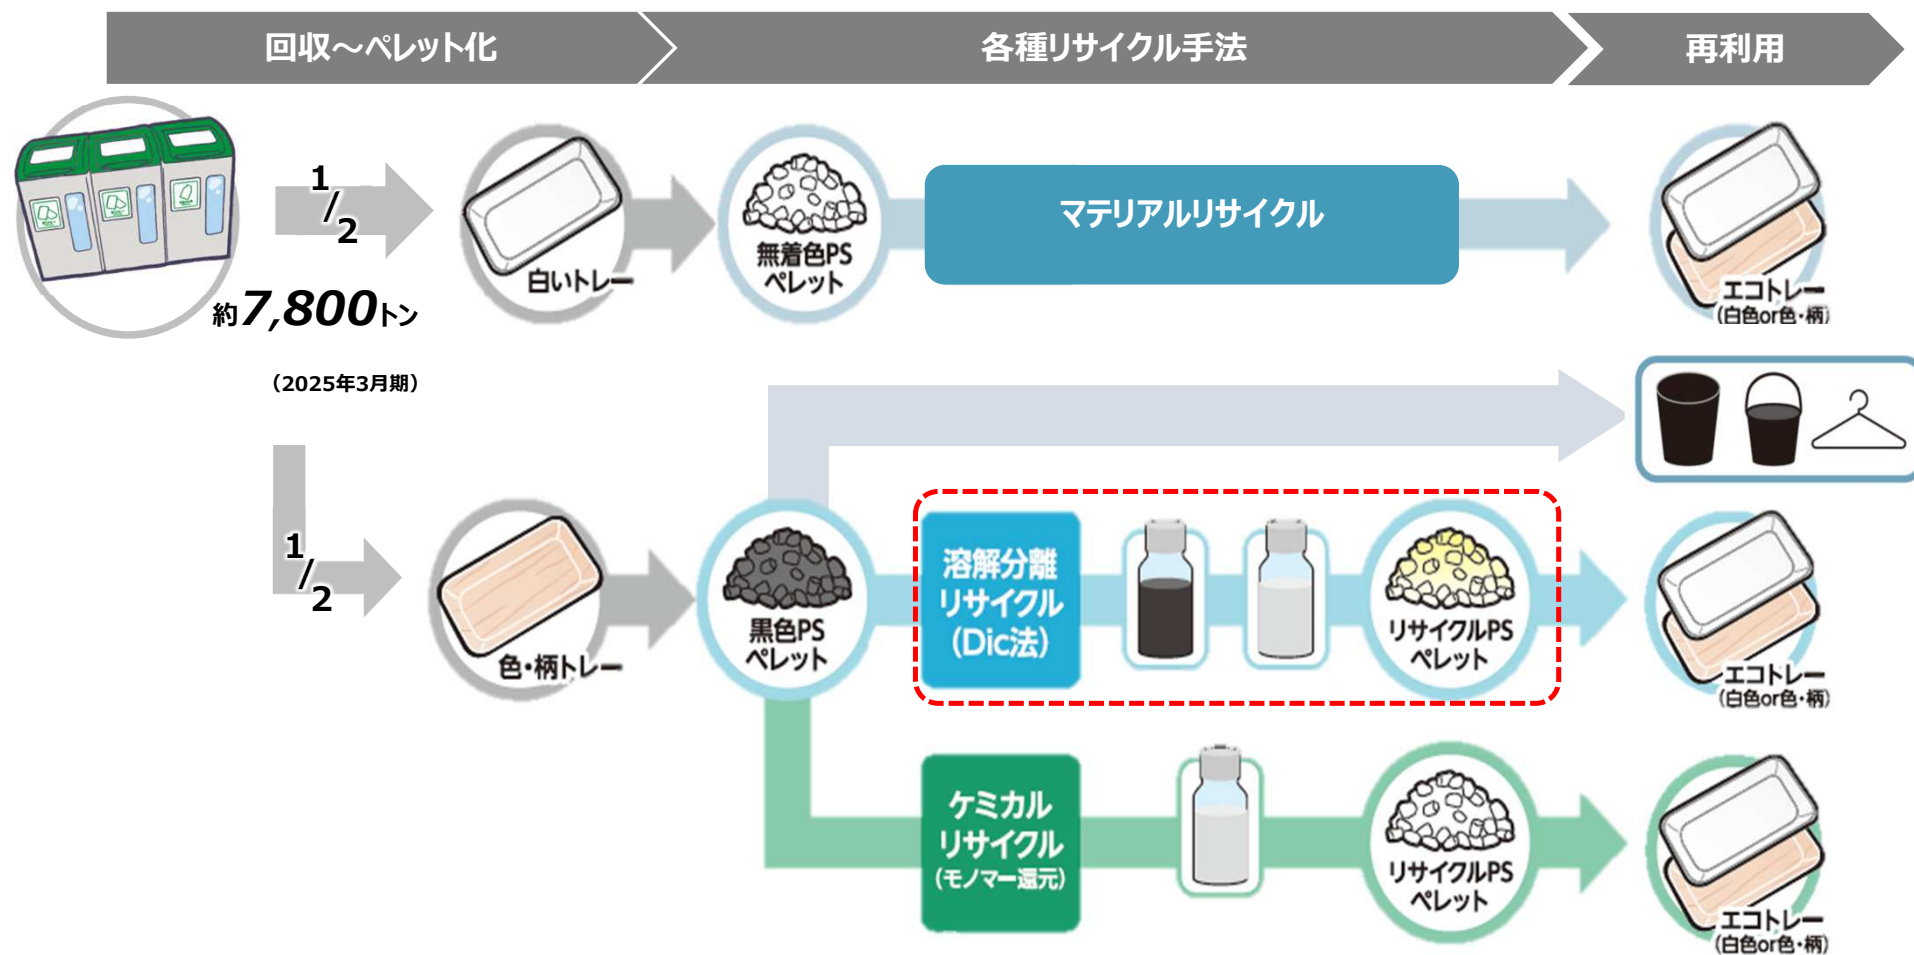 回収～ペレット化
各種リサイクル手法
再利用
1/2
約7,800トン
（2025年3月期）
白いトレー
無着色PS
ペレット
マテリアルリサイクル
エコトレー
(白色or色・柄)
1/2
色・柄トレー
黒色PS
ペレット
溶解分離
リサイクル
(Dic法)
リサイクルPS
ペレット
エコトレー
(白色or色・柄)
ケミカル
リサイクル
(モノマー還元)
リサイクルPS
ペレット
エコトレー
(白色or色・柄)